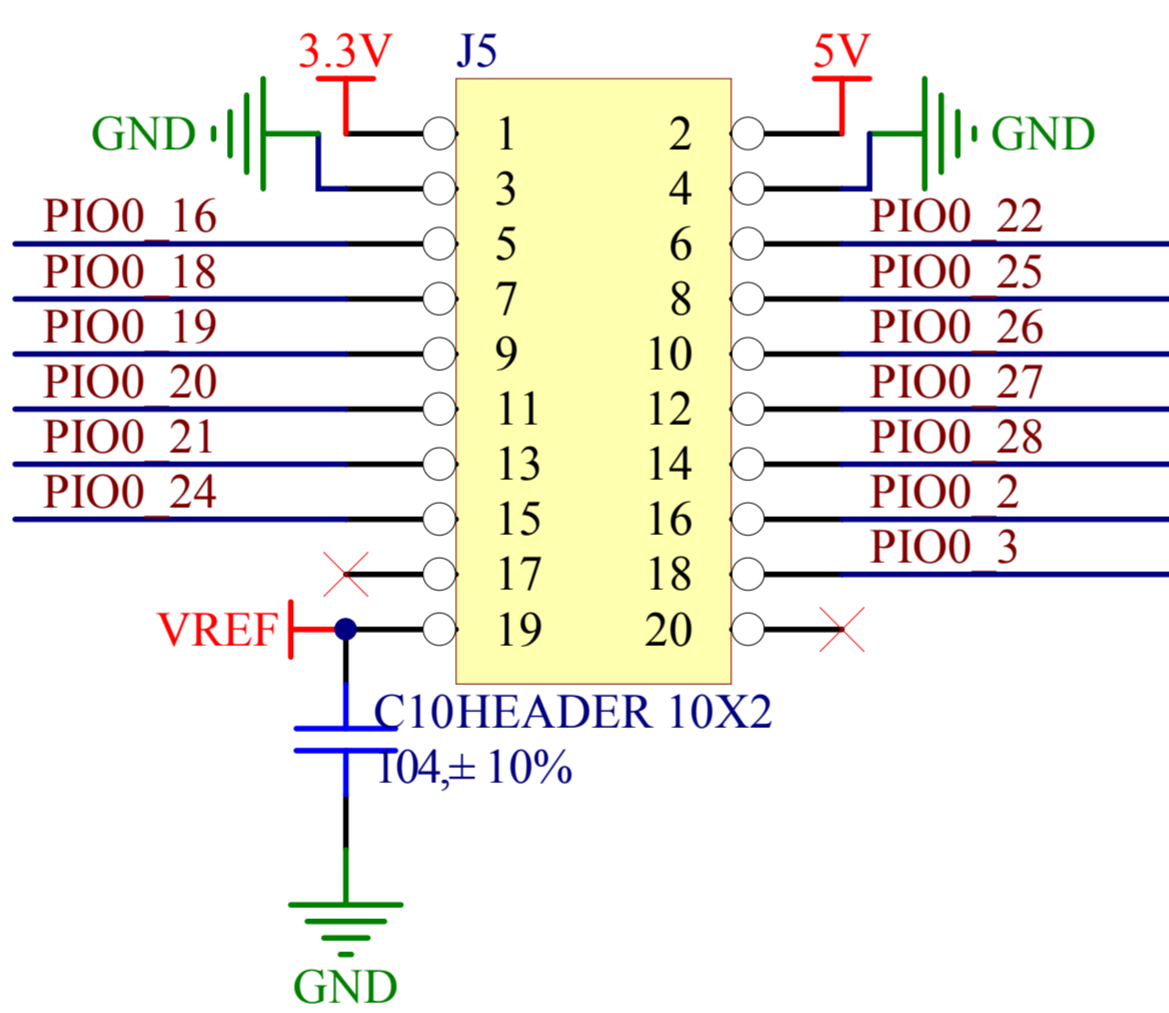 3.3V J5 5V
GND 1 2 GND
3 4
PIO0_16 5 6 PIO0_22
PIO0_18 7 8 PIO0_25
PIO0_19 9 10 PIO0_26
PIO0_20 11 12 PIO0_27
PIO0_21 13 14 PIO0_28
PIO0_24 15 16 PIO0_2
17 18 PIO0_3
VREF 19 20
C10HEADER 10X2
104,± 10%
GND